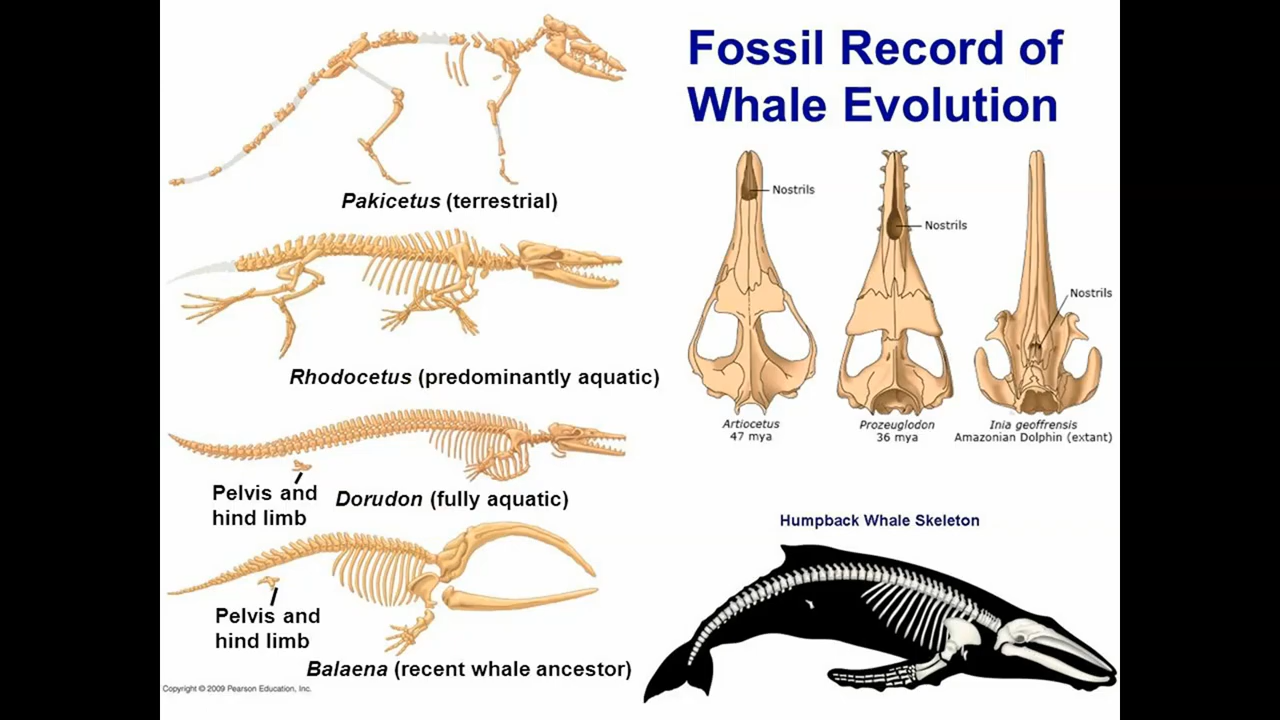 Fossil Record of
Whale Evolution
Pakicetus (terrestrial)
Rhodocetus (predominantly aquatic)
Pelvis and
hind limb
Dorudon (fully aquatic)
Pelvis and
hind limb
Balaena (recent whale ancestor)
Copyright © 2009 Pearson Education, Inc.
Nostrils
Nostrils
Nostrils
Artiocetus
47 mya
Prozeuglodon
36 mya
Inia geoffrensis
Amazonian Dolphin (extant)
Humpback Whale Skeleton